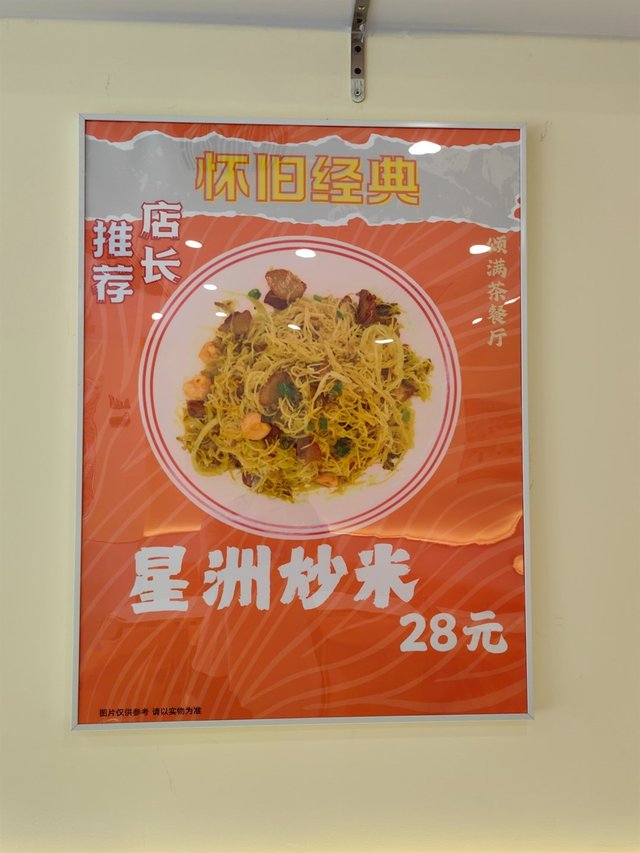 怀旧经典
店长
推荐
颂满茶餐厅
星洲炒米
28元
图片仅供参考 请以实物为准